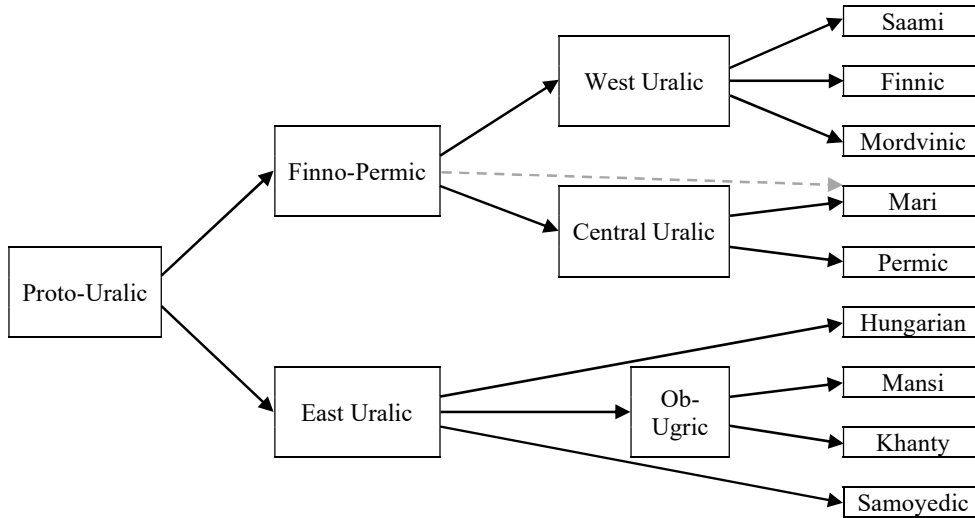 Saami
West Uralic
Finnic
Mordvinic
Finno-Permic
Mari
Central Uralic
Permic
Proto-Uralic
Hungarian
Mansi
East Uralic
Ob-
Ugric
Khanty
Samoyedic